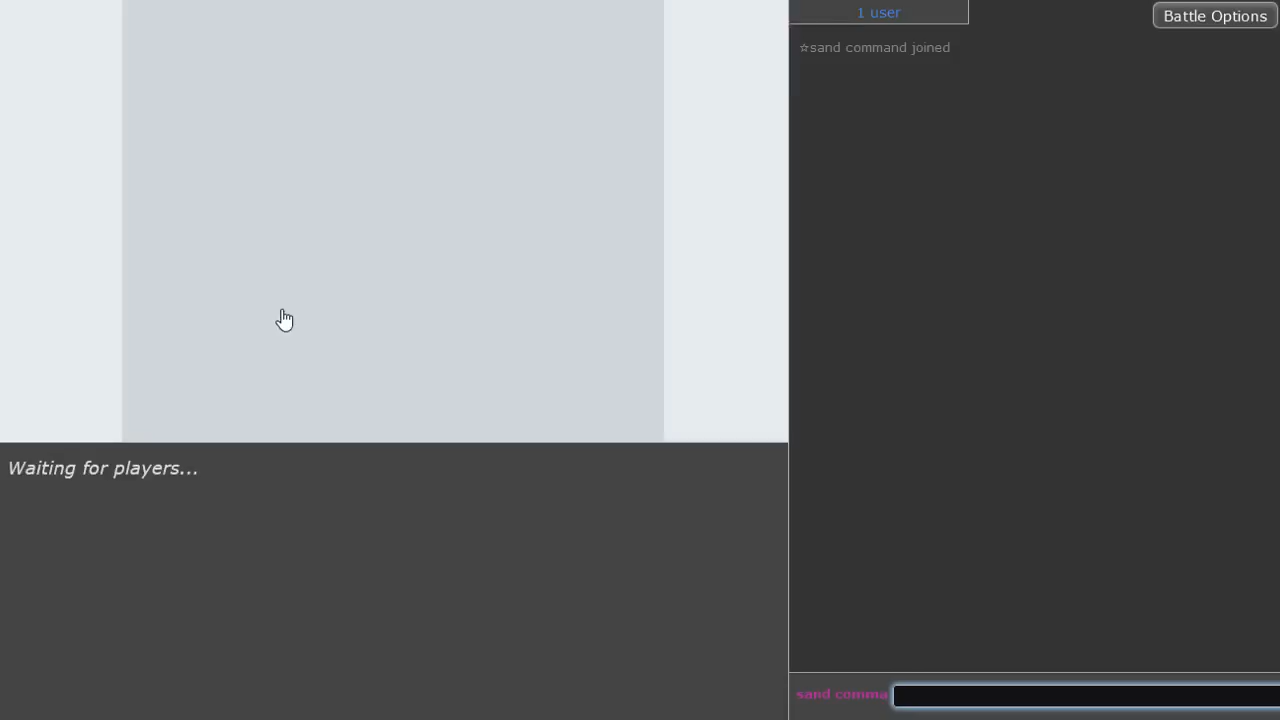 1 user
Battle Options
☆sand command joined
Waiting for players...
sand comma